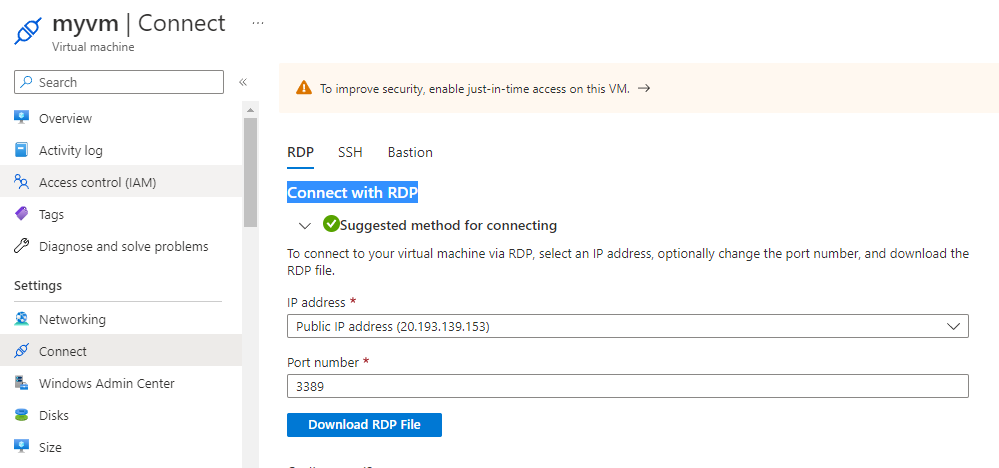 myvm | Connect ...
Virtual machine
Search
«
Overview
Activity log
Access control (IAM)
Tags
Diagnose and solve problems
Settings
Networking
Connect
Windows Admin Center
Disks
Size
To improve security, enable just-in-time access on this VM. →
RDP SSH Bastion
Connect with RDP
Suggested method for connecting
To connect to your virtual machine via RDP, select an IP address, optionally change the port number, and download the
RDP file.
IP address *
Public IP address (20.193.139.153)
Port number *
3389
Download RDP File